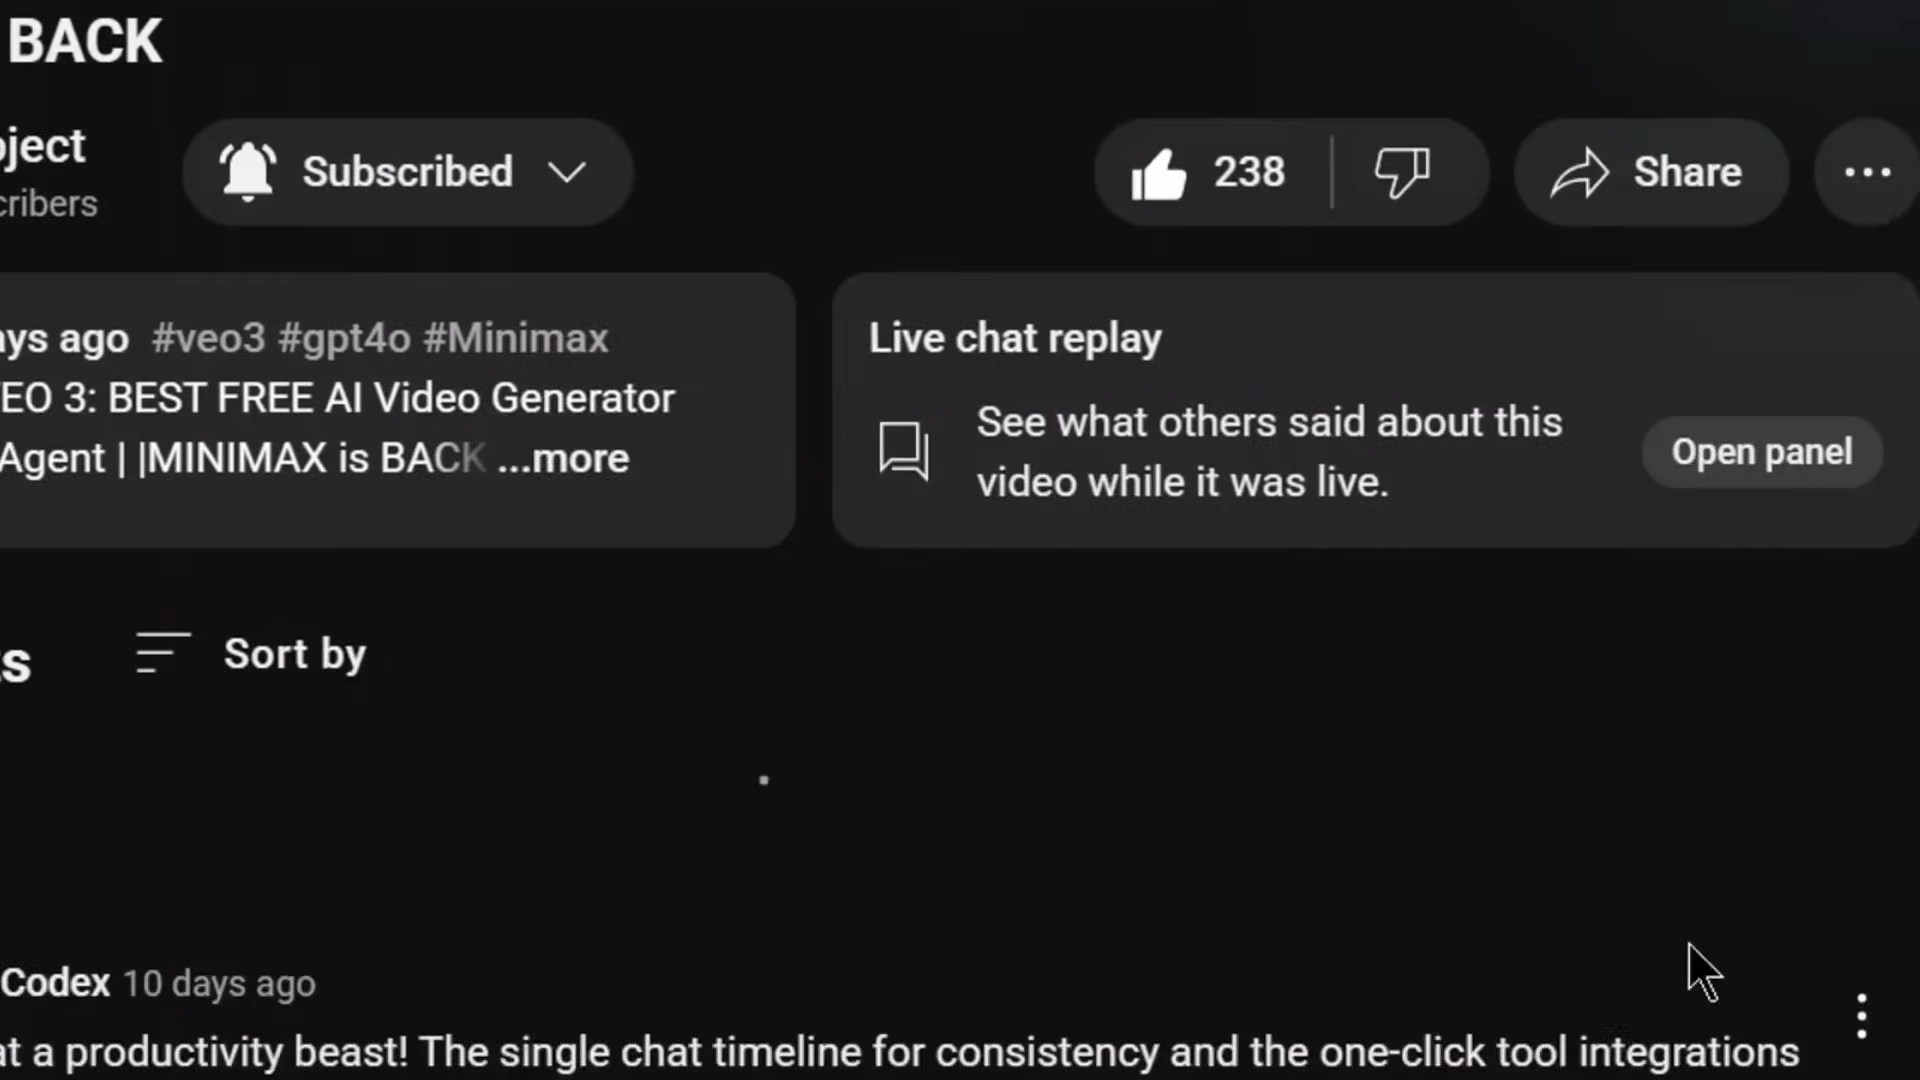 BACK
oject
Subscribed
cribers
238
Share
ays ago #veo3 #gpt4o #Minimax
EO 3: BEST FREE AI Video Generator
Agent | |MINIMAX is BACK ...more
Live chat replay
See what others said about this
video while it was live.
Open panel
ts
Sort by
Codex 10 days ago
at a productivity beast! The single chat timeline for consistency and the one-click tool integrations